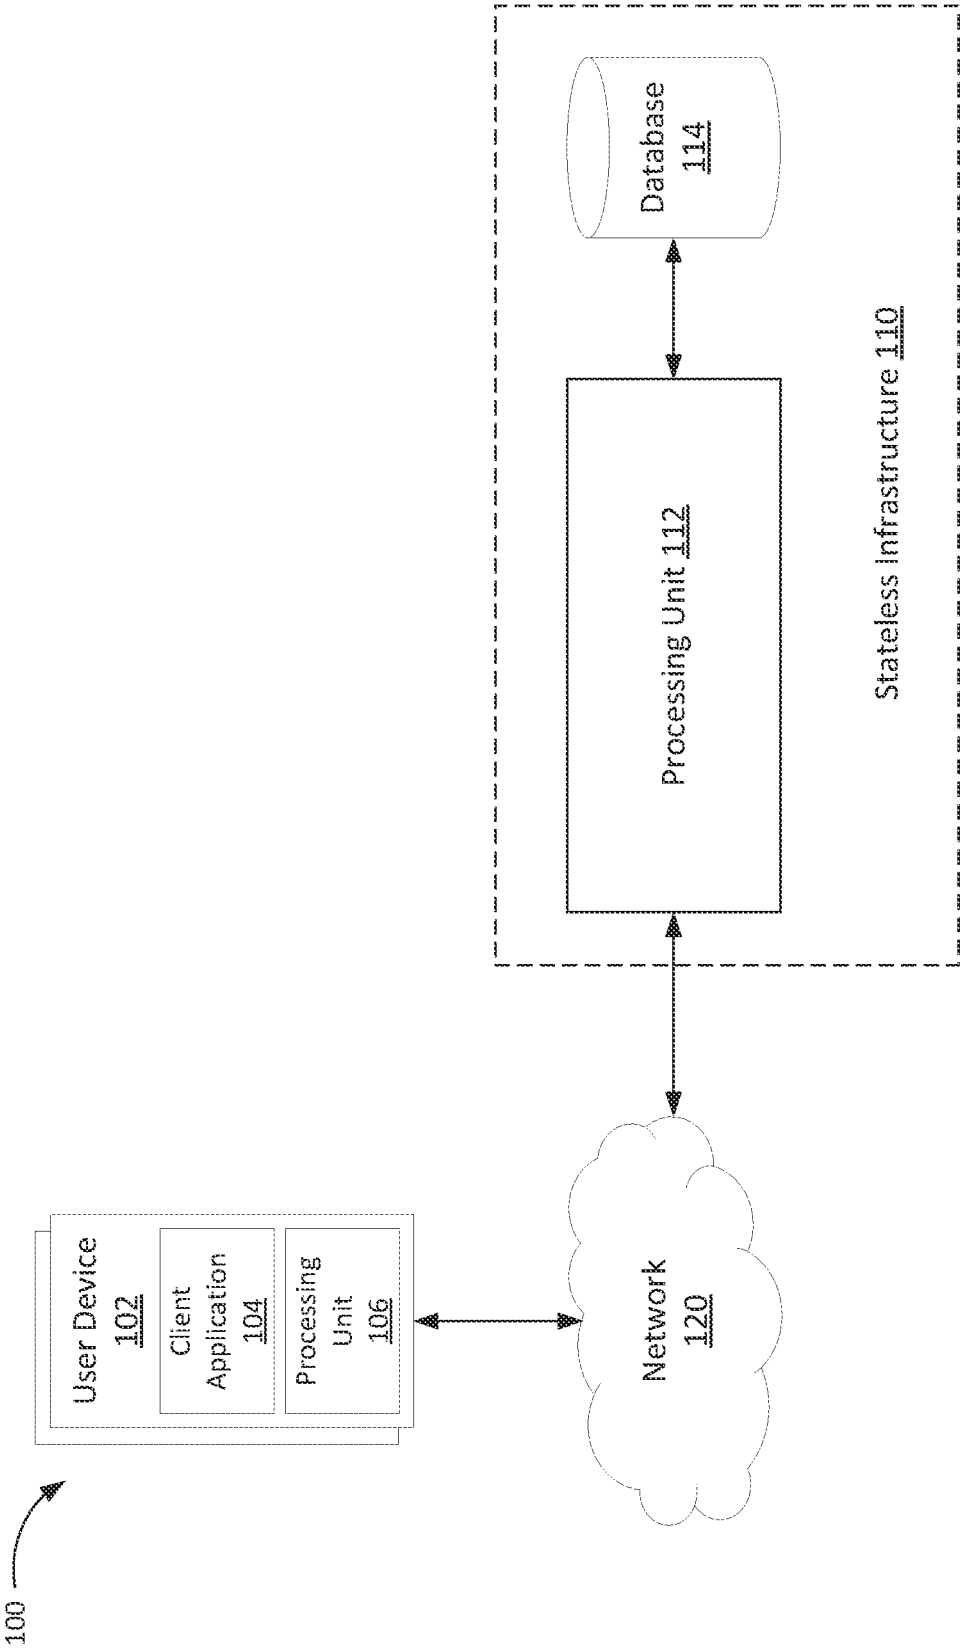 100
User Device
102
Client
Application
104
Processing
Unit
106
Network
120
Processing Unit 112
Database
114
Stateless Infrastructure 110